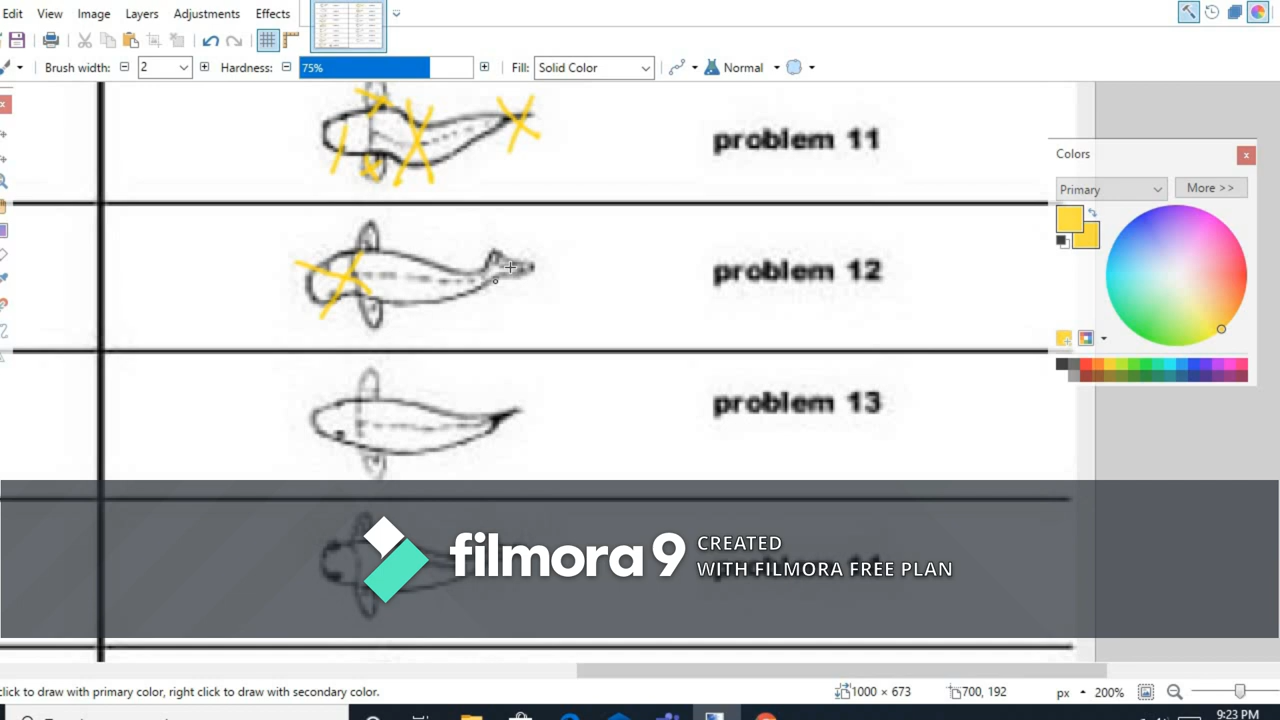 Edit View Image Layers Adjustments Effects
Brush width: 2 Hardness: 75% Fill: Solid Color Normal
problem 11
Colors
Primary More >>
problem 12
problem 13
filmora9 CREATED
WITH FILMORA FREE PLAN
click to draw with primary color, right click to draw with secondary color. 1000 × 673 700, 192 px 200%
9:23 PM